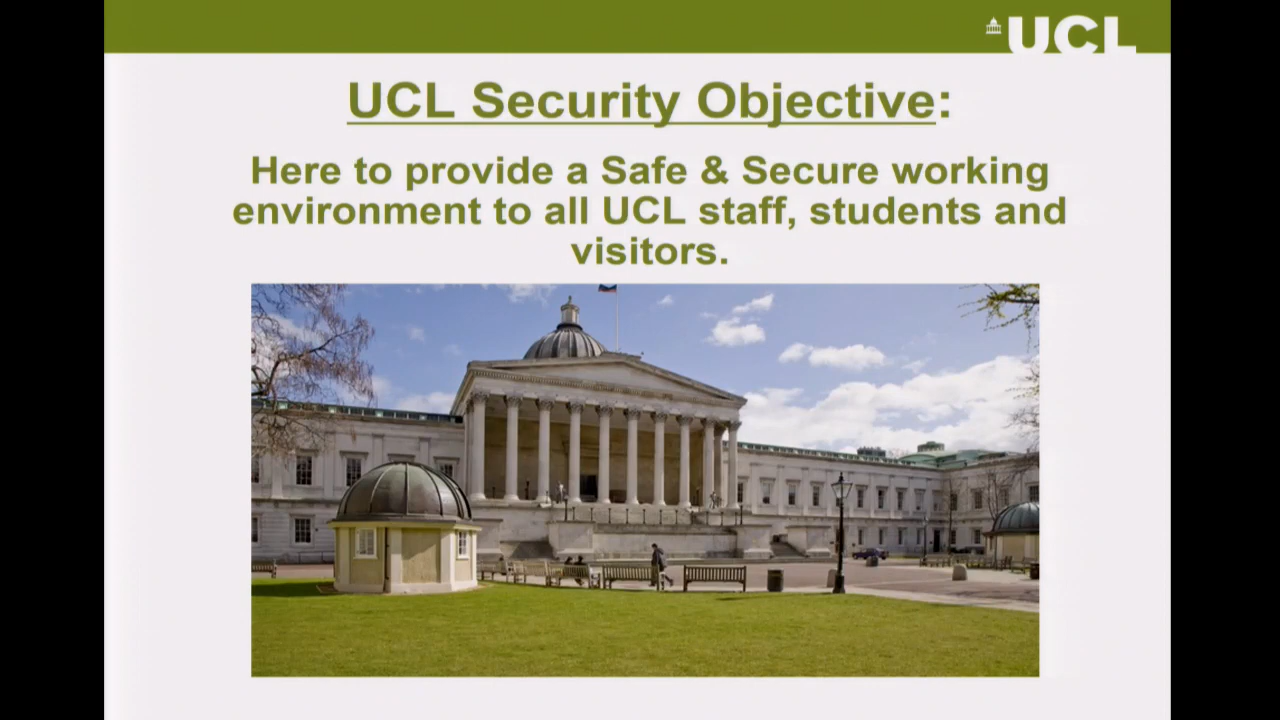 UCL
UCL Security Objective:
Here to provide a Safe & Secure working
environment to all UCL staff, students and
visitors.